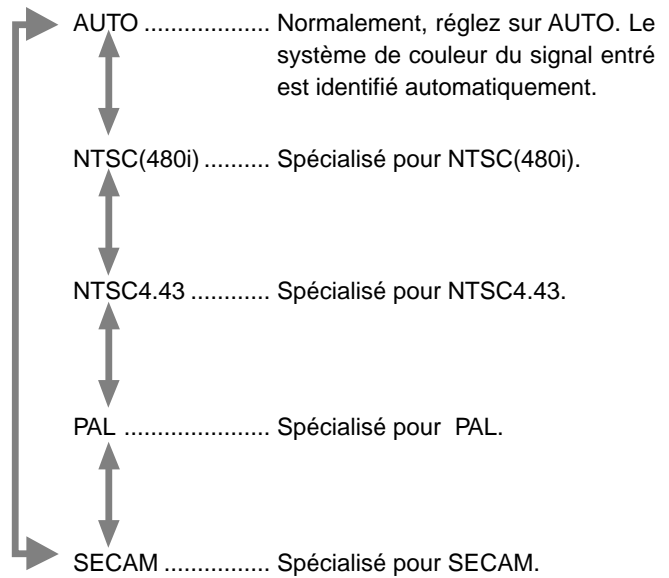 AUTO ................... Normalement, réglez sur AUTO. Le
système de couleur du signal entré
est identifié automatiquement.
NTSC(480i) .......... Spécialisé pour NTSC(480i).
NTSC4.43 ............ Spécialisé pour NTSC4.43.
PAL ...................... Spécialisé pour  PAL.
SECAM ................ Spécialisé pour SECAM.